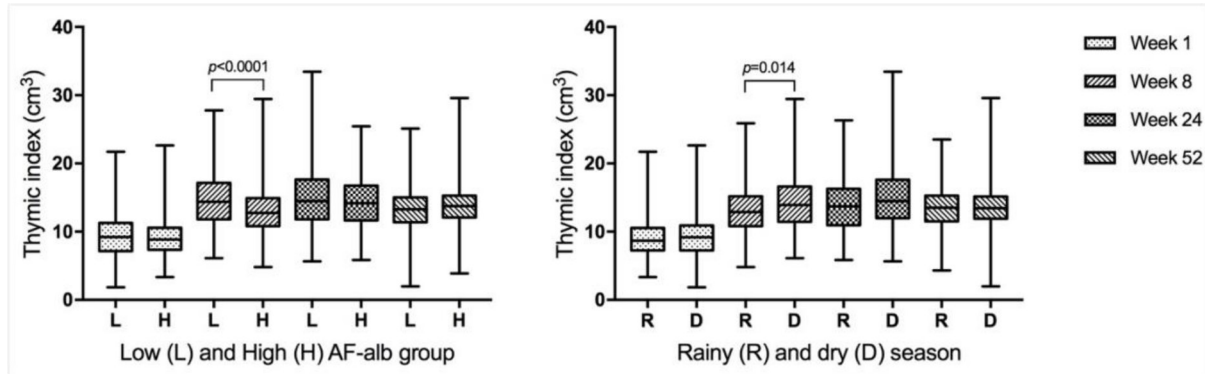 40
30
20
10
0
Thymic index (cm³)
p<0.0001
L H L H L H L H
Low (L) and High (H) AF-alb group
40
30
20
10
0
Thymic index (cm³)
p=0.014
R D R D R D R D
Rainy (R) and dry (D) season
Week 1
Week 8
Week 24
Week 52